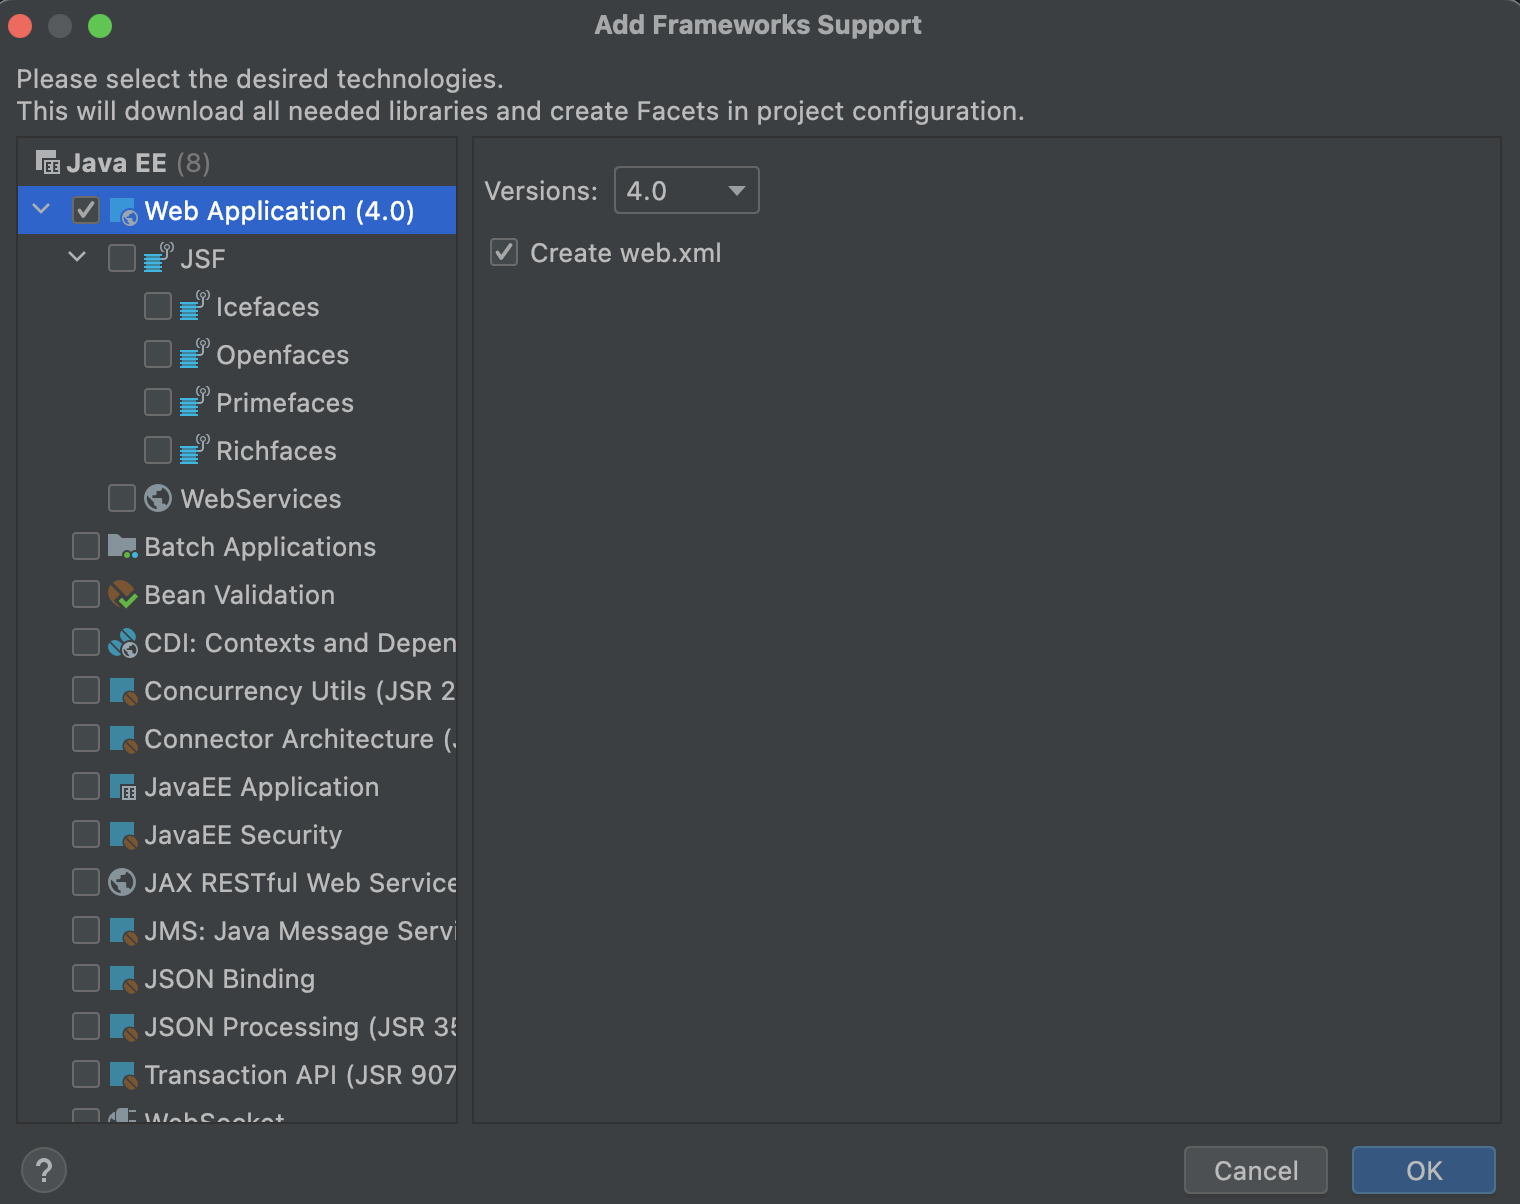 Add Frameworks Support
Please select the desired technologies.
This will download all needed libraries and create Facets in project configuration.
Java EE (8)
Web Application (4.0)
JSF
Icefaces
Openfaces
Primefaces
Richfaces
WebServices
Batch Applications
Bean Validation
CDI: Contexts and Depen
Concurrency Utils (JSR 2
Connector Architecture (J
JavaEE Application
JavaEE Security
JAX RESTful Web Service
JMS: Java Message Servi
JSON Binding
JSON Processing (JSR 35
Transaction API (JSR 907
WebSocket
Versions: 4.0
Create web.xml
?
Cancel
OK